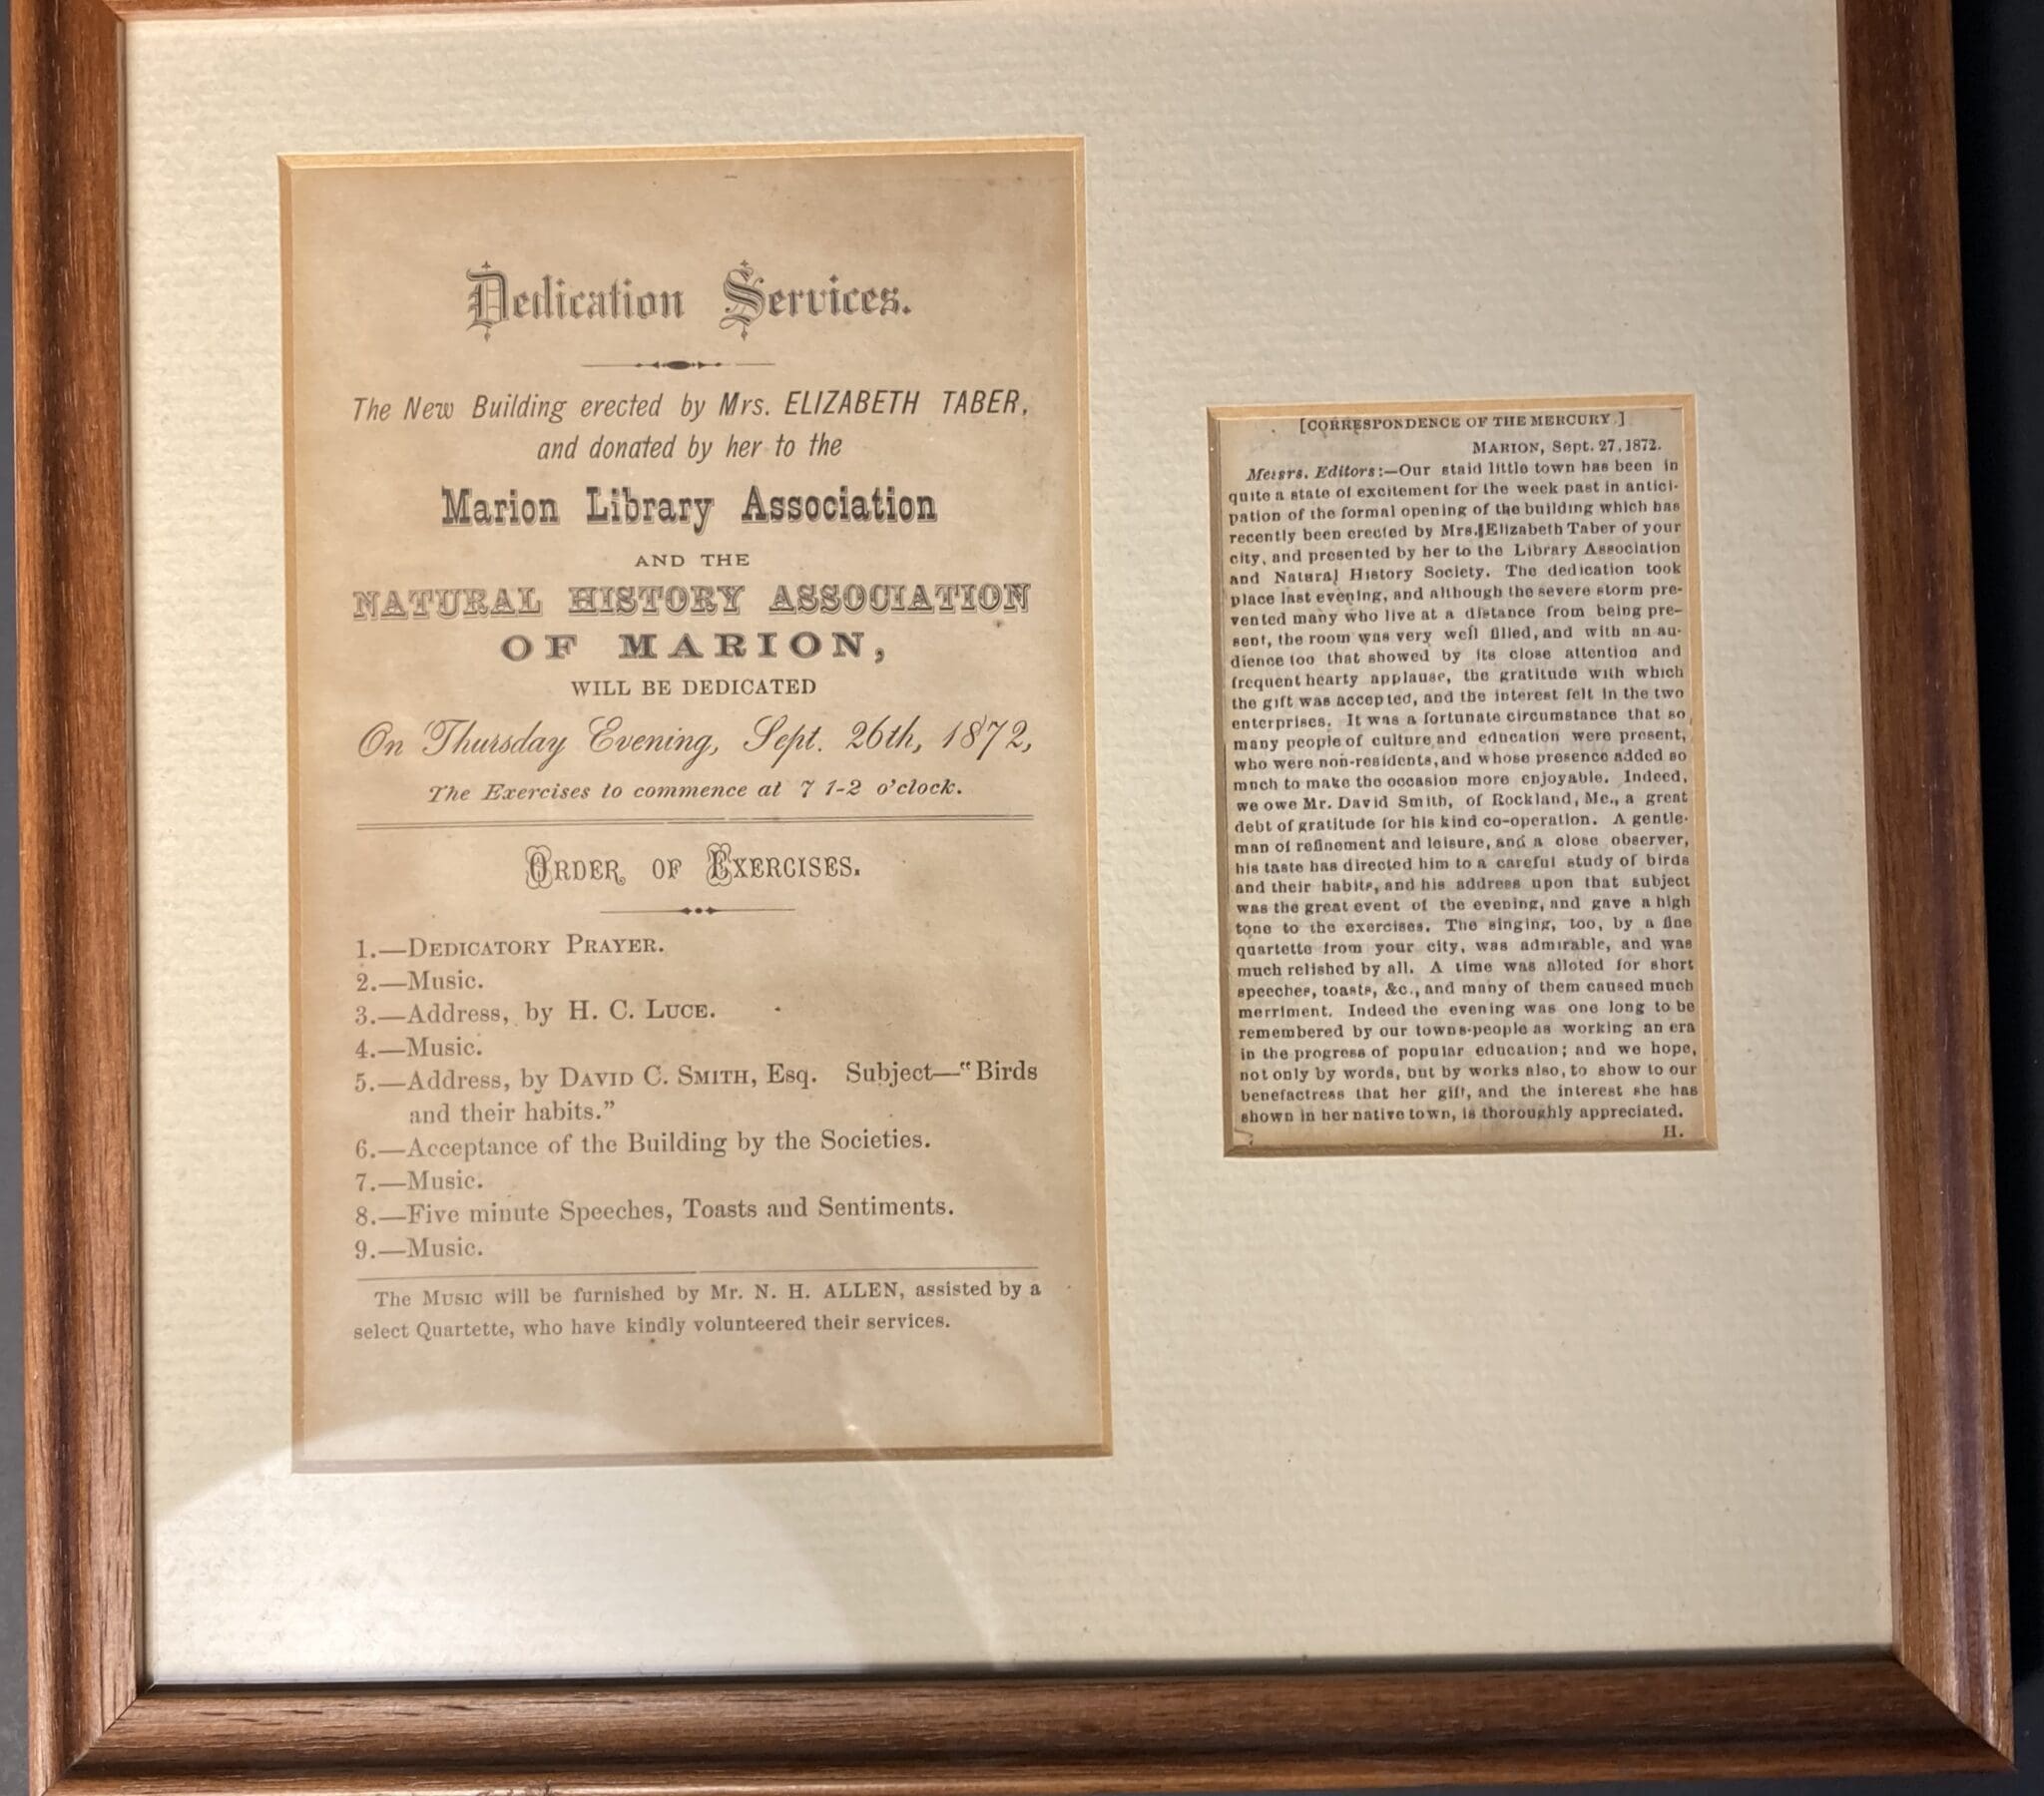 Dedication Services.
The New Building erected by Mrs. ELIZABETH TABER,
and donated by her to the
Marion Library Association
AND THE
NATURAL HISTORY ASSOCIATION
OF MARION,
WILL BE DEDICATED
On Thursday Evening, Sept. 26th, 1872,
The Exercises to commence at 7 1-2 o'clock.
ORDER OF EXERCISES.
1.—DEDICATORY PRAYER.
2.—Music.
3.—Address, by H. C. LUCE.
4.—Music.
5.—Address, by DAVID C. SMITH, Esq. Subject—"Birds
and their habits."
6.—Acceptance of the Building by the Societies.
7.—Music.
8.—Five minute Speeches, Toasts and Sentiments.
9.—Music.
The MUSIC will be furnished by Mr. N. H. ALLEN, assisted by a
select Quartette, who have kindly volunteered their services.
[CORRESPONDENCE OF THE MERCURY.]
MARION, Sept. 27, 1872.
Messrs. Editors:—Our staid little town has been in
quite a state of excitement for the week past in antici-
pation of the formal opening of the building which has
recently been erected by Mrs. Elizabeth Taber of your
city, and presented by her to the Library Association
and Natural History Society. The dedication took
place last evening, and although the severe storm pre-
vented many who live at a distance from being pre-
sent, the room was very well filled, and with an au-
dience too that showed by its close attention and
frequent hearty applause, the gratitude with which
the gift was accepted, and the interest felt in the two
enterprises. It was a fortunate circumstance that so
many people of culture and education were present,
who were non-residents, and whose presence added so
much to make the occasion more enjoyable. Indeed,
we owe Mr. David Smith, of Rockland, Me., a great
debt of gratitude for his kind co-operation. A gentle-
man of refinement and leisure, and a close observer,
his taste has directed him to a careful study of birds
and their habits, and his address upon that subject
was the great event of the evening, and gave a high
tone to the exercises. The singing, too, by a fine
quartette from your city, was admirable, and was
much relished by all. A time was alloted for short
speeches, toasts, &c., and many of them caused much
merriment. Indeed the evening was one long to be
remembered by our towns-people as working an era
in the progress of popular education; and we hope,
not only by words, but by works also, to show to our
benefactress that her gift, and the interest she has
shown in her native town, is thoroughly appreciated.
H.